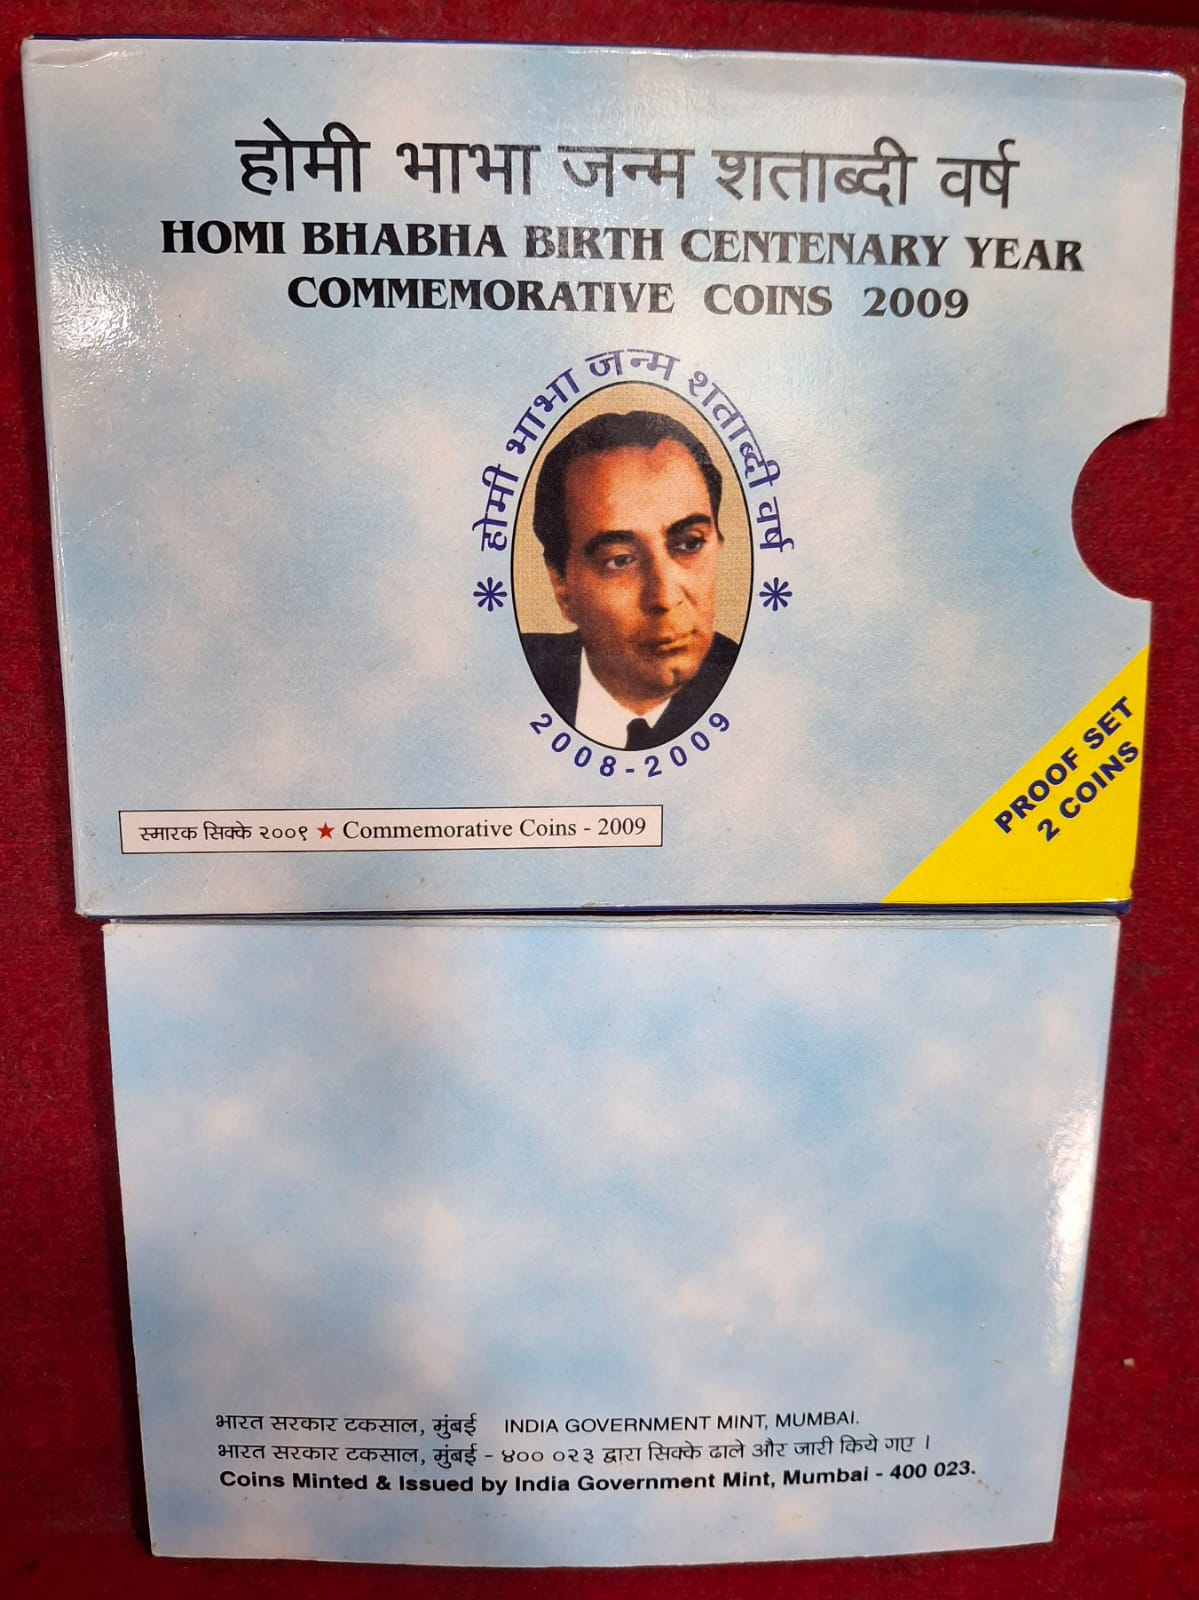 होमी भाभा जन्म शताब्दी वर्ष
HOMI BHABHA BIRTH CENTENARY YEAR
COMMEMORATIVE COINS 2009
होमी भाभा जन्म शताब्दी वर्ष
2008-2009
PROOF SET
2 COINS
स्मारक सिक्के २००९ ★ Commemorative Coins - 2009
भारत सरकार टकसाल, मुंबई INDIA GOVERNMENT MINT, MUMBAI.
भारत सरकार टकसाल, मुंबई - ४०० ०२३ द्वारा सिक्के ढाले और जारी किये गए ।
Coins Minted & Issued by India Government Mint, Mumbai - 400 023.